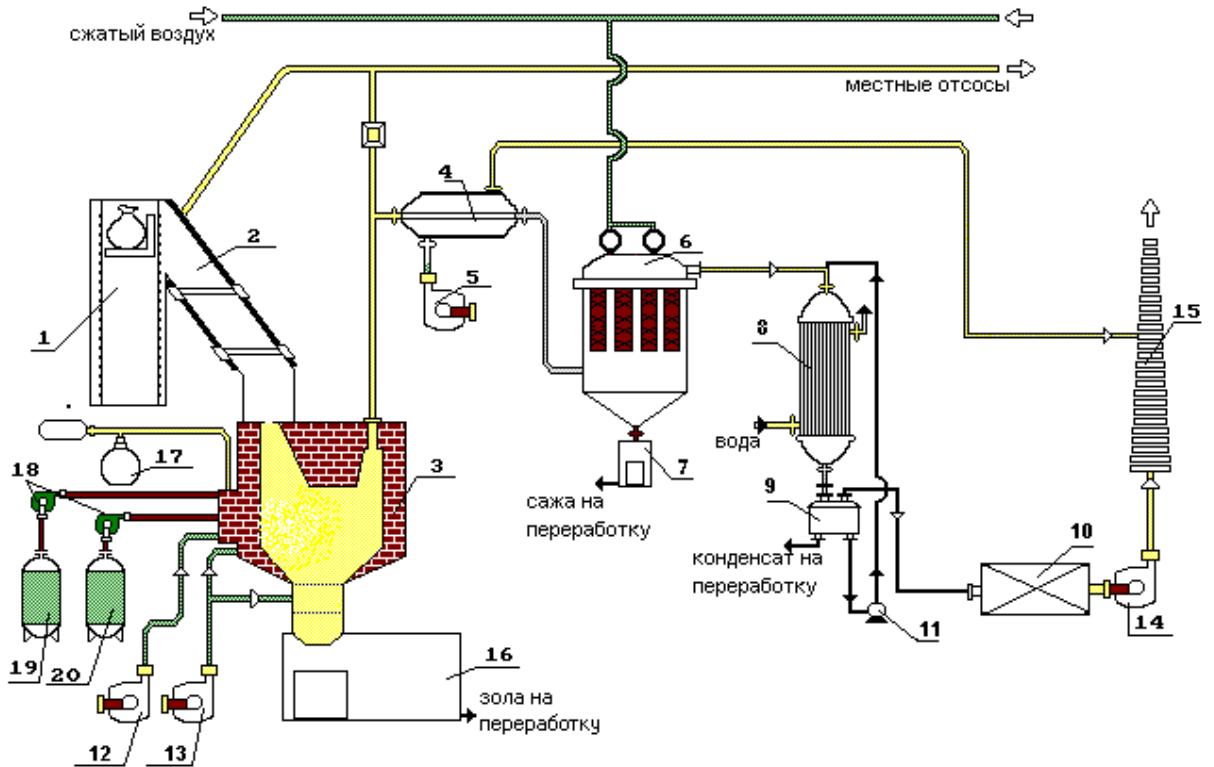 сжатый воздух
местные отсосы
4
2
6
5
1
15
8
вода
17
3
7
18
сажа на
переработку
9
10
конденсат на
переработку
11
14
16
19
20
зола на
переработку
12
13